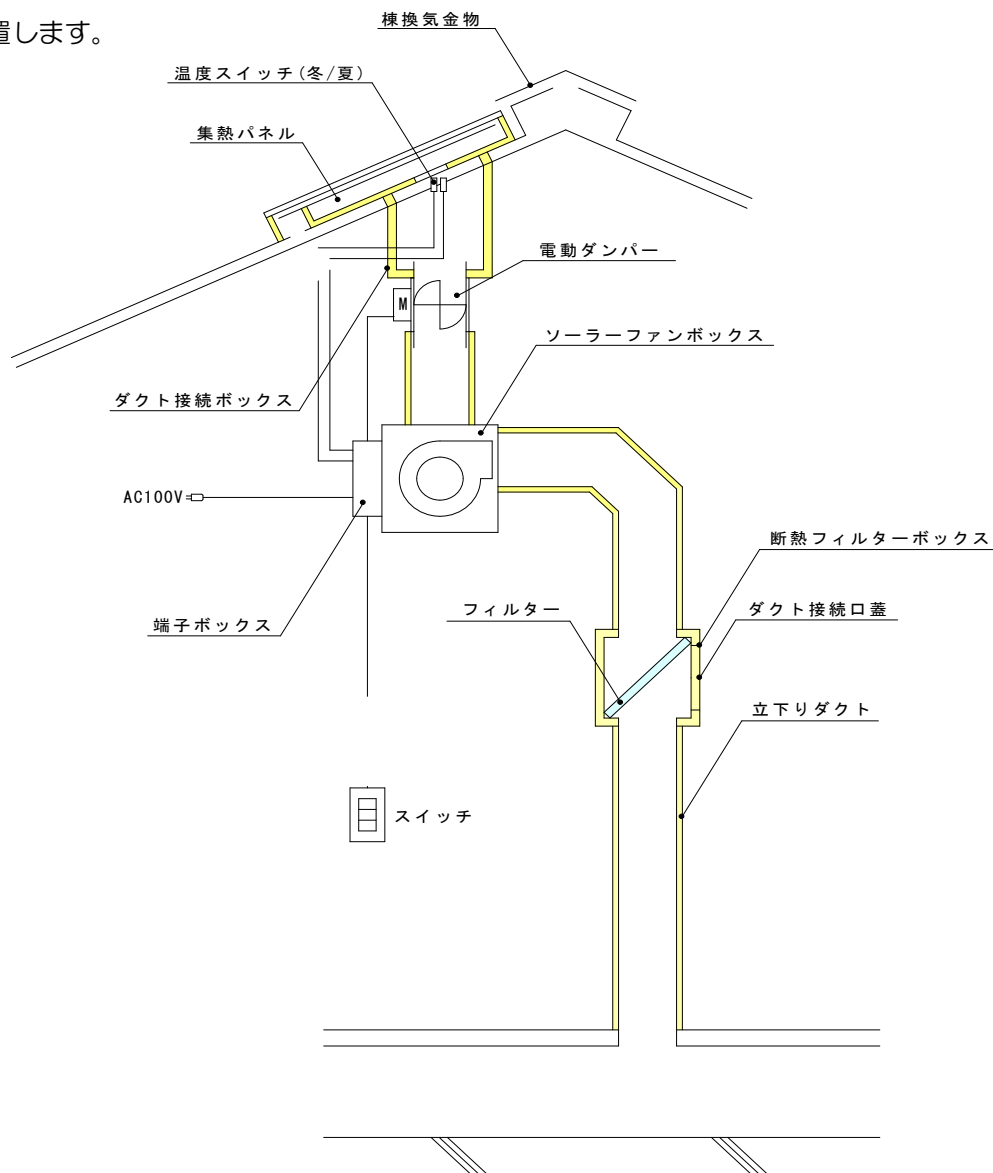 置します。
棟換気金物
温度スイッチ(冬/夏)
集熱パネル
電動ダンパー
M
ソーラーファンボックス
ダクト接続ボックス
AC100V
断熱フィルターボックス
フィルター
ダクト接続口蓋
端子ボックス
立下りダクト
スイッチ